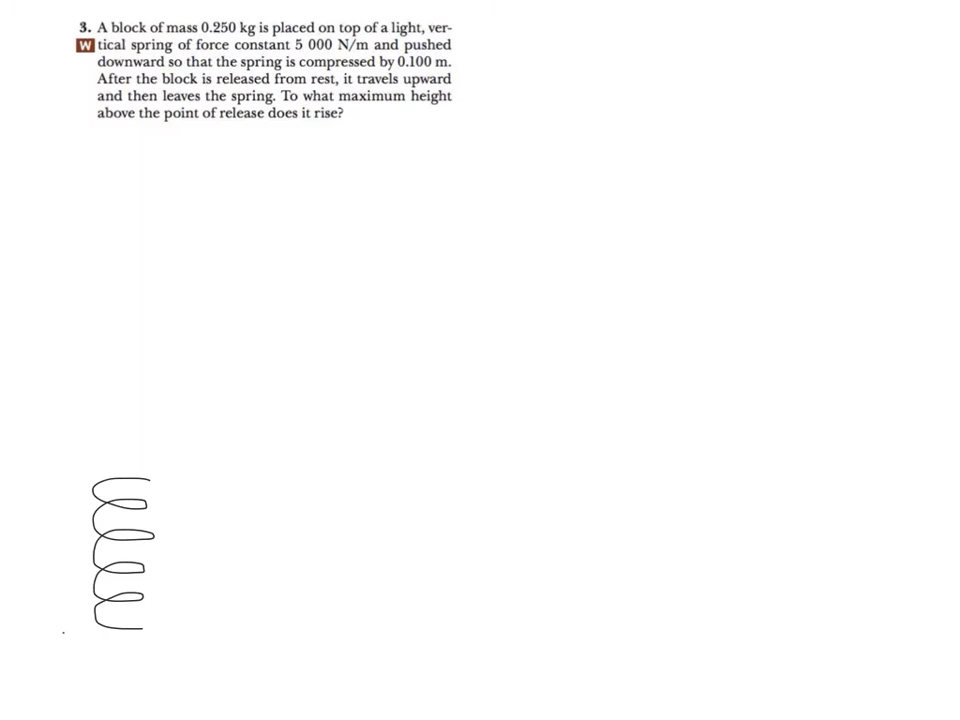 3. A block of mass 0.250 kg is placed on top of a light, ver-
W tical spring of force constant 5 000 N/m and pushed
downward so that the spring is compressed by 0.100 m.
After the block is released from rest, it travels upward
and then leaves the spring. To what maximum height
above the point of release does it rise?